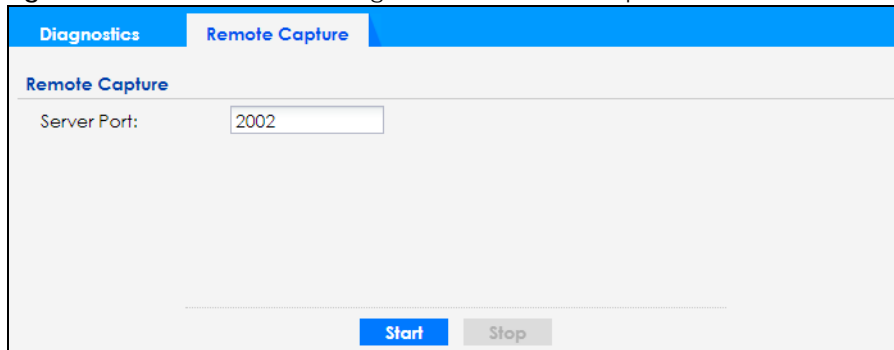 Diagnostics Remote Capture
Remote Capture
Server Port: 2002
Start Stop